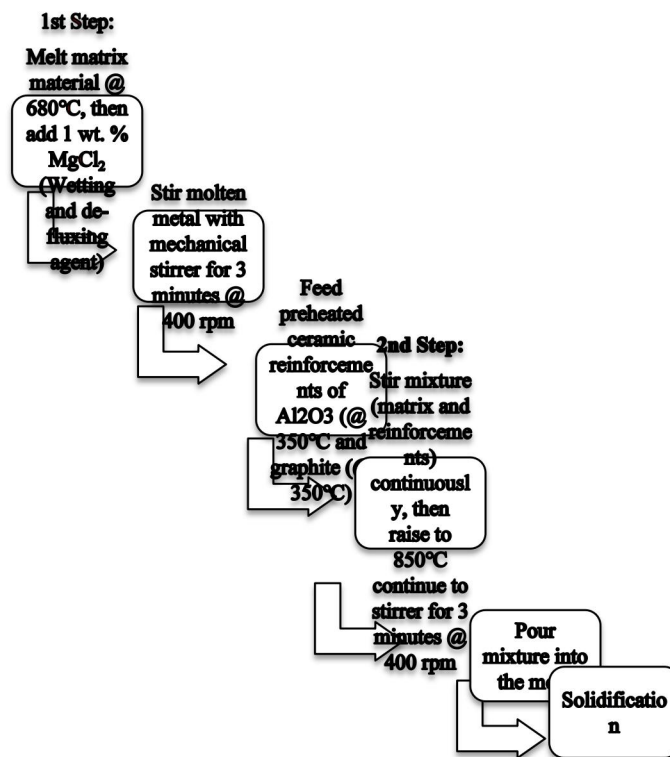 1st Step:
Melt matrix
material @
680°C, then
add 1 wt. %
MgCl₂
(Wetting
and de-
fluxing
agent)
Stir molten
metal with
mechanical
stirrer for 3
minutes @
400 rpm
Feed
preheated
ceramic
reinforceme
nts of
Al2O3 (@
350°C and
graphite (
350°C)
2nd Step:
Stir mixture
(matrix and
reinforceme
nts)
continuousl
y, then
raise to
850°C
continue to
stirrer for 3
minutes @
400 rpm
Pour
mixture into
the
Solidificatio
n